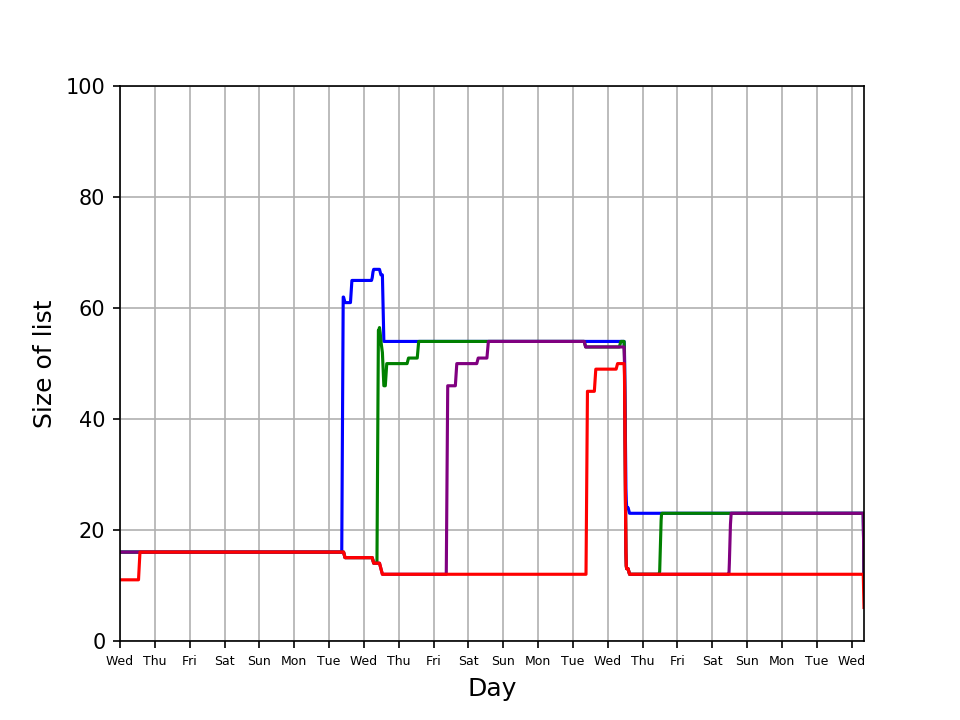 100
80
60
40
20
0
Size of list
Wed Thu Fri Sat Sun Mon Tue Wed Thu Fri Sat Sun Mon Tue Wed Thu Fri Sat Sun Mon Tue Wed
Day